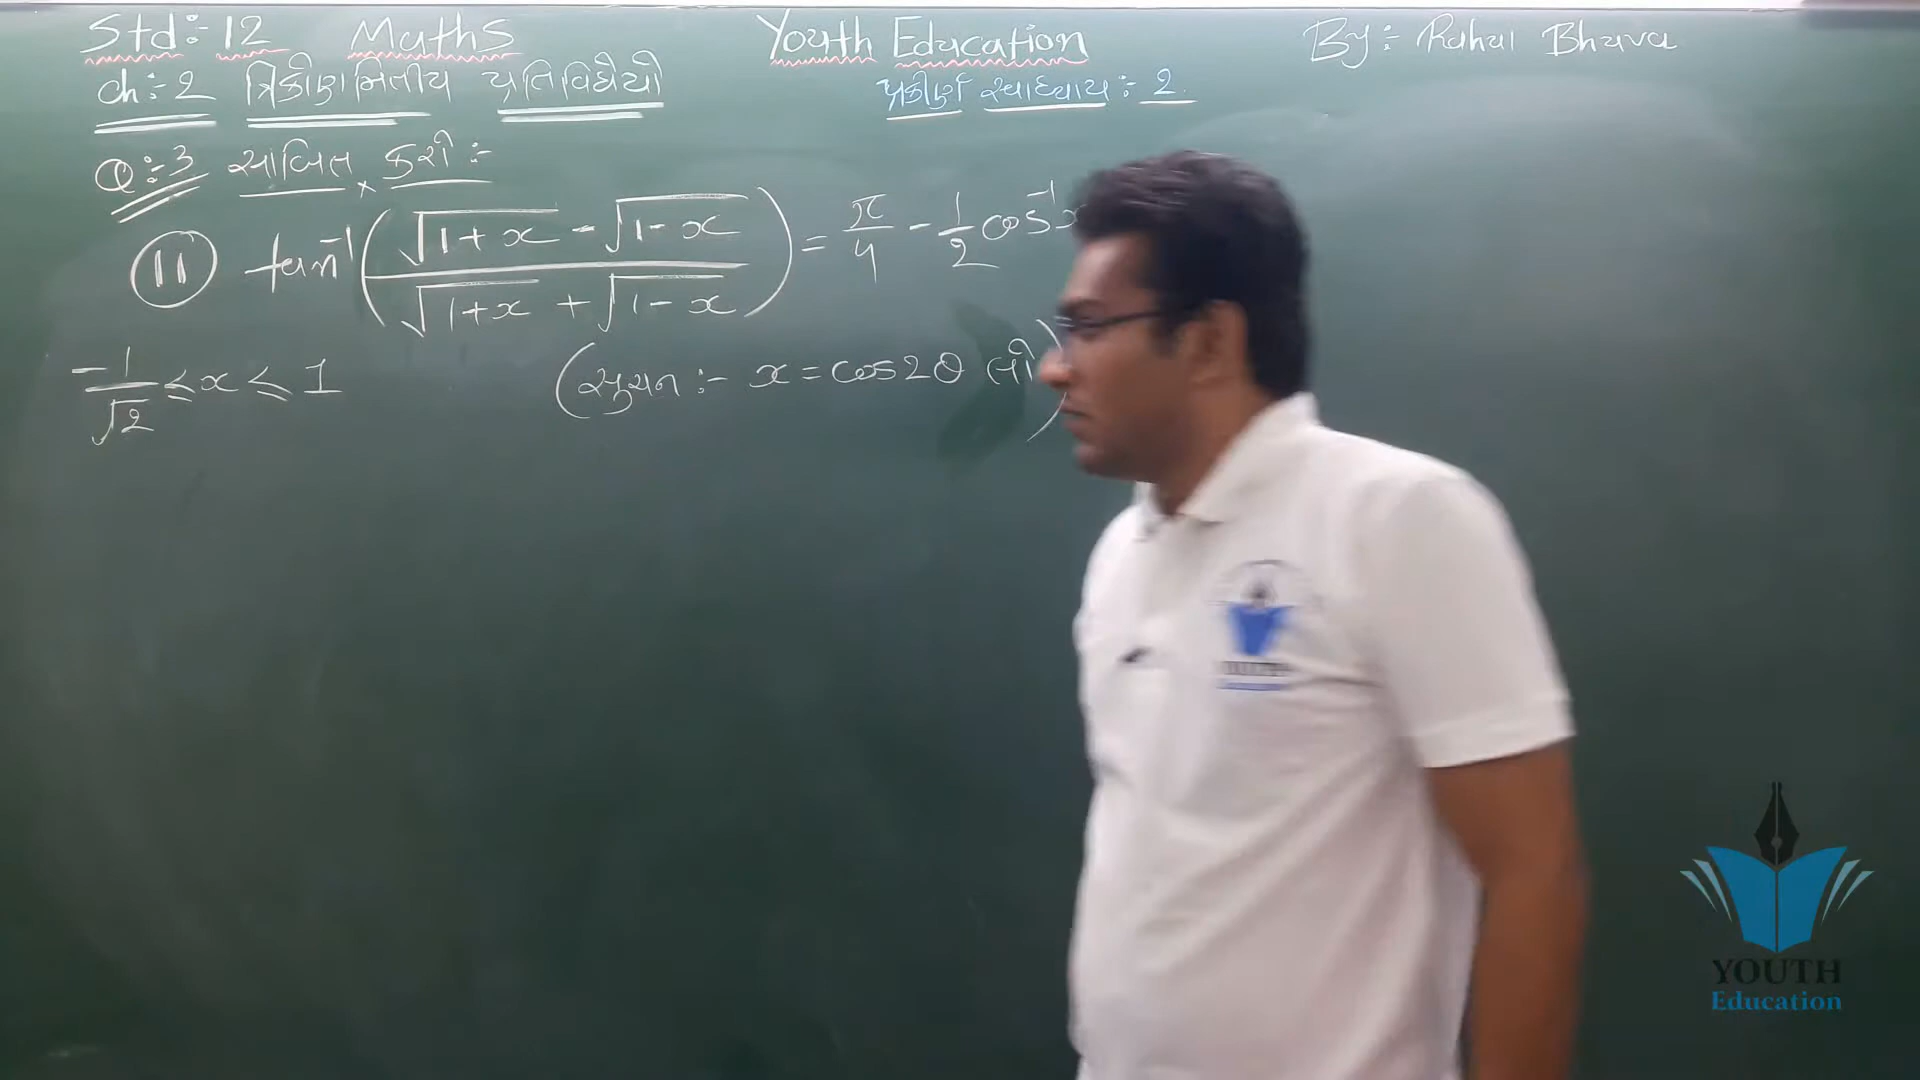 Std:- 12 Maths Youth Education By:- Rahul Bhuva
ch:-2 ત્રિકોણમિતીય પ્રતિવિધેયો પ્રકીર્ણ સ્વાધ્યાય:- 2.
Q:-3 સાબિત કરો:-
(11) tan⁻¹((√(1+x) - √(1-x))/(√(1+x) + √(1-x))) = π/4 - 1/2 cos⁻¹x
-1/√2 ≤ x ≤ 1 (સુચન :- x = cos2θ લો)
YOUTH
Education